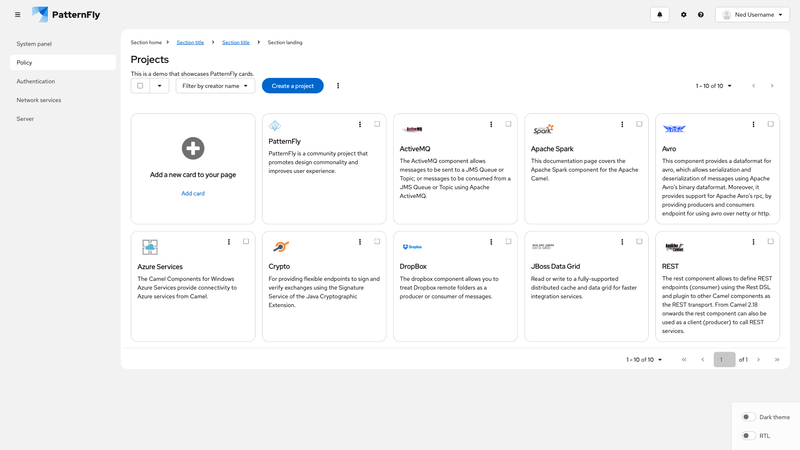 PatternFly
Ned Username
System panel
Policy
Authentication
Network services
Server
Section home
Section title
Section title
Section landing
Projects
This is a demo that showcases PatternFly cards.
Filter by creator name
Create a project
1 - 10 of 10
Add a new card to your page
Add card
PatternFly
PatternFly is a community project that
promotes design commonality and
improves user experience.
ActiveMQ
ActiveMQ
The ActiveMQ component allows
messages to be sent to a JMS Queue or
Topic; or messages to be consumed from a
JMS Queue or Topic using Apache
ActiveMQ.
Spark
Apache Spark
This documentation page covers the
Apache Spark component for the Apache
Camel.
Avro
This component provides a dataformat for
avro, which allows serialization and
deserialization of messages using Apache
Avro's binary dataformat. Moreover, it
provides support for Apache Avro's rpc, by
providing producers and consumers
endpoint for using avro over netty or http.
Azure Services
The Camel Components for Windows
Azure Services provide connectivity to
Azure services from Camel.
Crypto
For providing flexible endpoints to sign and
verify exchanges using the Signature
Service of the Java Cryptographic
Extension.
Dropbox
DropBox
The dropbox component allows you to
treat Dropbox remote folders as a
producer or consumer of messages.
JBoss Data Grid
Read or write to a fully-supported
distributed cache and data grid for faster
integration services.
REST
The rest component allows to define REST
endpoints (consumer) using the Rest DSL
and plugin to other Camel components as
the REST transport. From Camel 2.18
onwards the rest component can also be
used as a client (producer) to call REST
services.
1 - 10 of 10
1
of 1
Dark theme
RTL